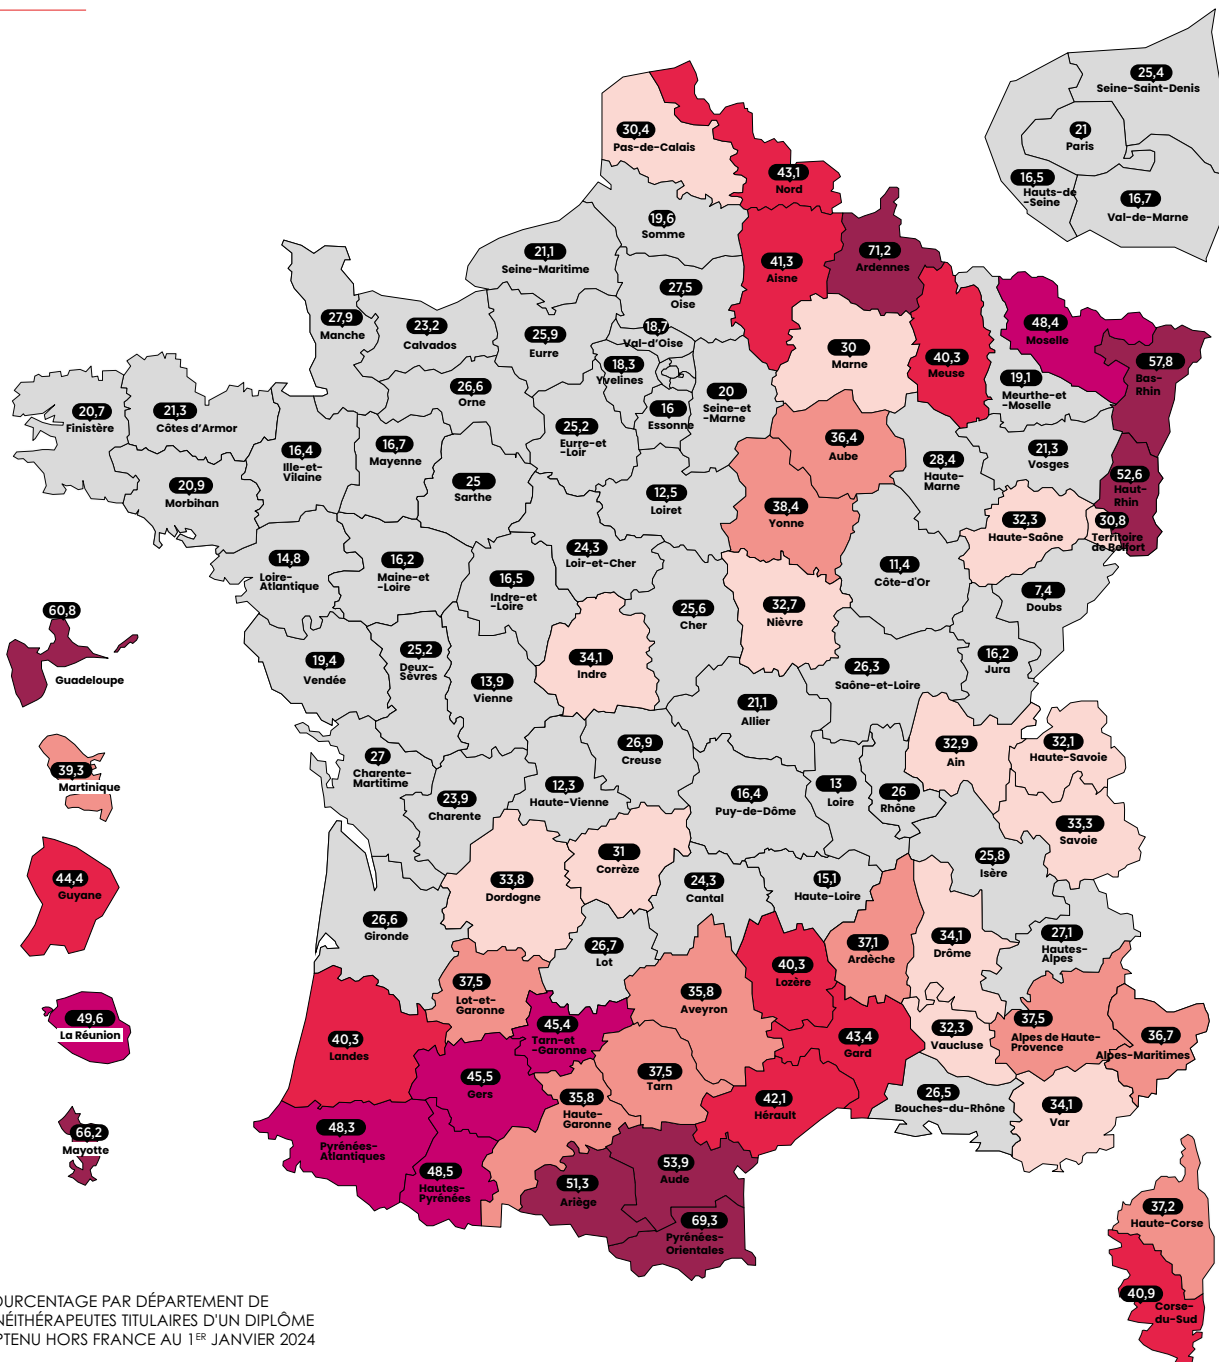 25,4
Seine-Saint-Denis
21
Paris
16,5
Hauts-de
-Seine
16,7
Val-de-Marne
30,4
Pas-de-Calais
43,1
Nord
19,6
Somme
21,1
Seine-Maritime
41,3
Aisne
71,2
Ardennes
27,5
Oise
27,9
Manche
23,2
Calvados
25,9
Eurre
18,7
Val-d'Oise
48,4
Moselle
30
Marne
40,3
Meuse
57,8
Bas-
Rhin
18,3
Yvelines
19,1
Meurthe-et
-Moselle
26,6
Orne
20
Seine-et
-Marne
16
Essonne
20,7
Finistère
21,3
Côtes d'Armor
25,2
Eurre-et
-Loir
36,4
Aube
16,4
Ille-et-
Vilaine
16,7
Mayenne
21,3
Vosges
28,4
Haute-
Marne
52,6
Haut-
Rhin
20,9
Morbihan
25
Sarthe
12,5
Loiret
38,4
Yonne
32,3
Haute-Saône
30,8
Territoire
de Belfort
14,8
Loire-
Atlantique
16,2
Maine-et
-Loire
24,3
Loir-et-Cher
11,4
Côte-d'Or
16,5
Indre-et
-Loire
7,4
Doubs
60,8
Guadeloupe
25,6
Cher
32,7
Nièvre
19,4
Vendée
25,2
Deux-
Sèvres
34,1
Indre
26,3
Saône-et-Loire
16,2
Jura
13,9
Vienne
21,1
Allier
39,3
Martinique
27
Charente-
Martitime
26,9
Creuse
32,9
Ain
32,1
Haute-Savoie
12,3
Haute-Vienne
23,9
Charente
16,4
Puy-de-Dôme
13
Loire
26
Rhône
33,3
Savoie
44,4
Guyane
31
Corrèze
25,8
Isère
33,8
Dordogne
24,3
Cantal
15,1
Haute-Loire
26,6
Gironde
26,7
Lot
37,1
Ardèche
34,1
Drôme
27,1
Hautes-
Alpes
40,3
Lozère
37,5
Lot-et-
Garonne
35,8
Aveyron
49,6
La Réunion
45,4
Tarn-et
-Garonne
40,3
Landes
43,4
Gard
32,3
Vaucluse
37,5
Alpes de Haute-
Provence
36,7
Alpes-Maritimes
45,5
Gers
37,5
Tarn
35,8
Haute-
Garonne
42,1
Hérault
26,5
Bouches-du-Rhône
34,1
Var
66,2
Mayotte
48,3
Pyrénées-
Atlantiques
48,5
Hautes-
Pyrénées
51,3
Ariège
53,9
Aude
69,3
Pyrénées-
Orientales
37,2
Haute-Corse
40,9
Corse-
du-Sud
OURCENTAGE PAR DÉPARTEMENT DE
NÉITHÉRAPEUTES TITULAIRES D'UN DIPLÔME
PTENU HORS FRANCE AU 1ER JANVIER 2024